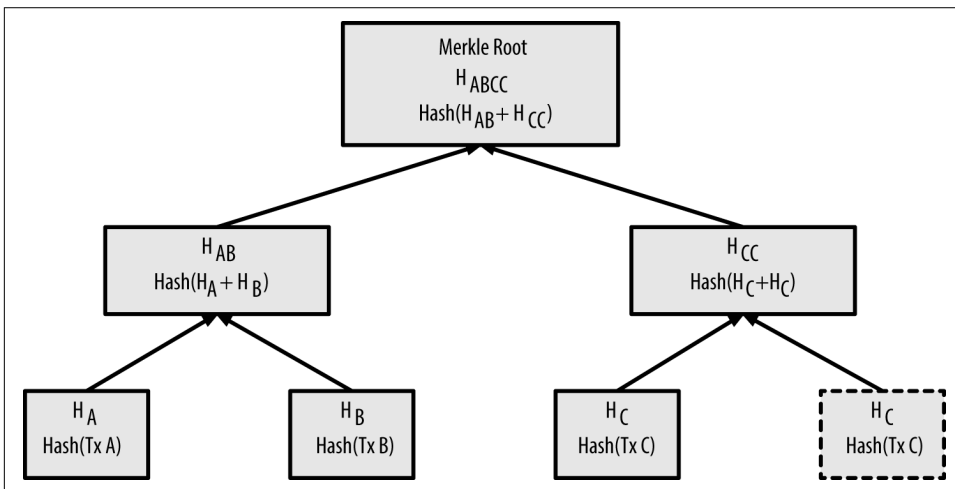 Merkle Root
H ABCC
Hash(H AB + H CC)
H AB
Hash(H A + H B)
H CC
Hash(H C+H C)
H A
Hash(Tx A)
H B
Hash(Tx B)
H C
Hash(Tx C)
H C
Hash(Tx C)